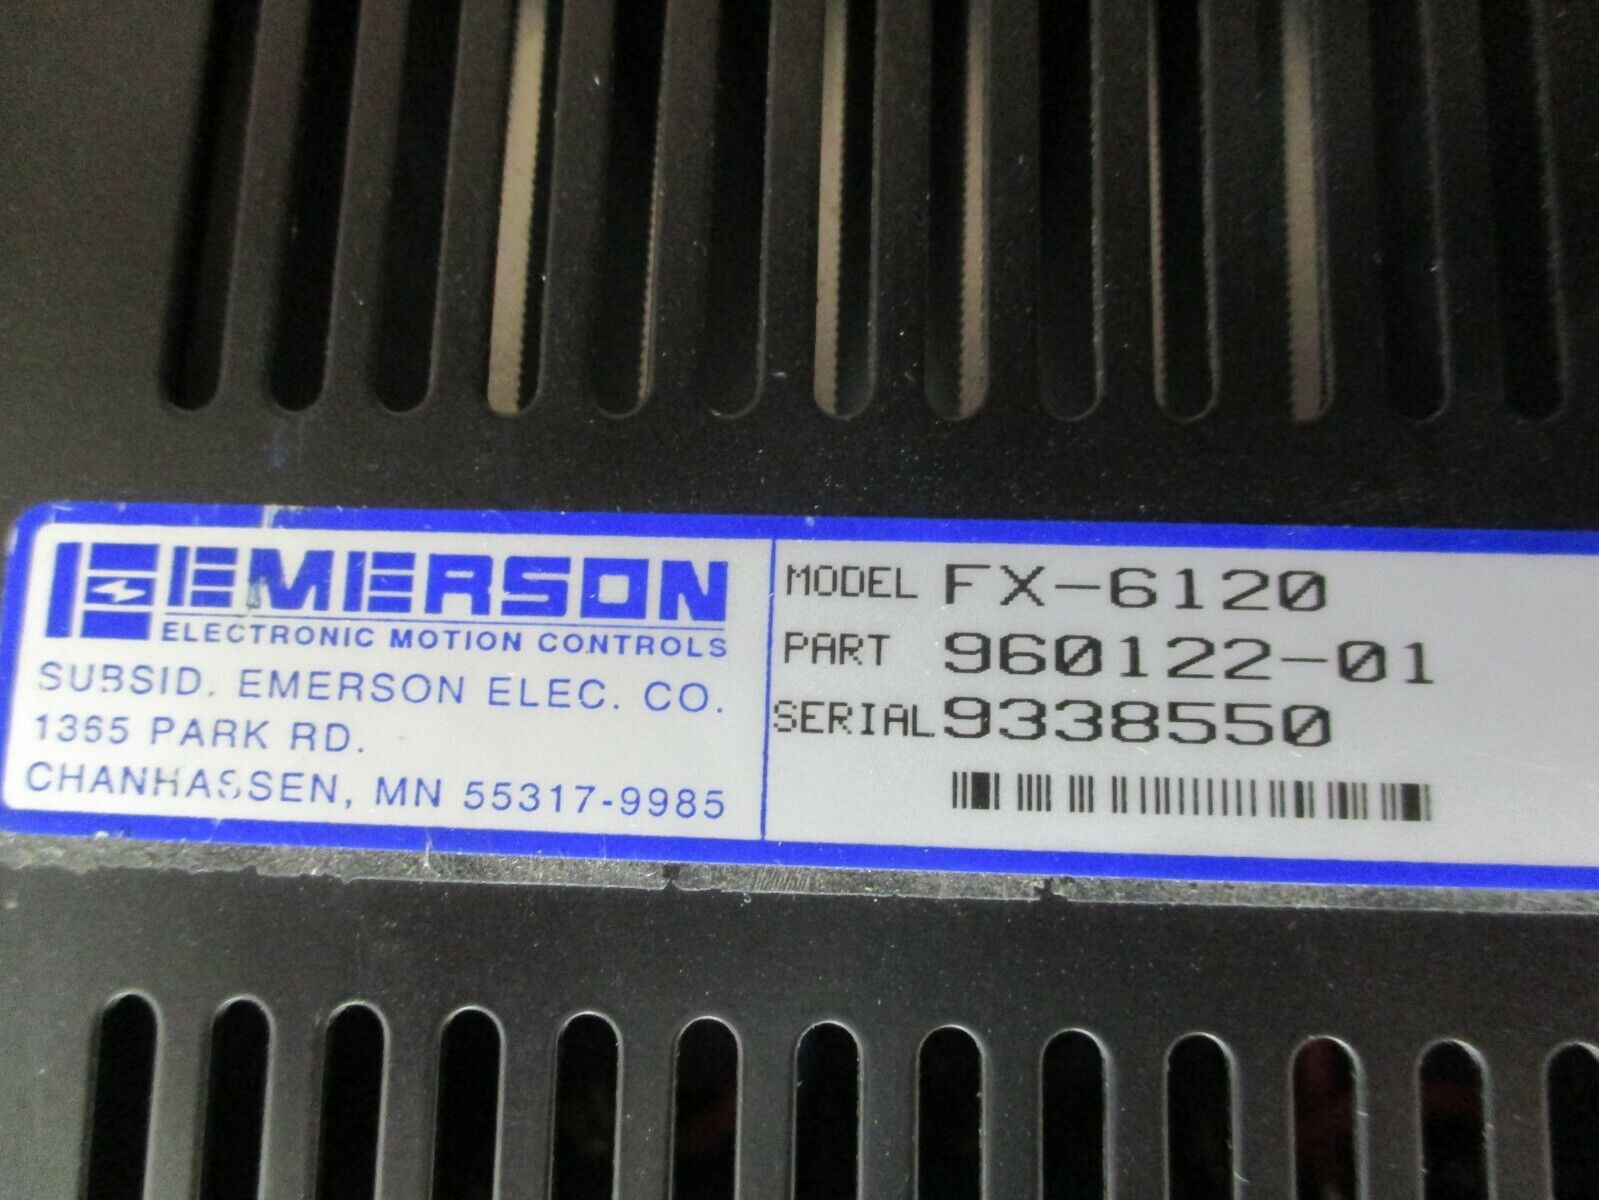 EMERSON
ELECTRONIC MOTION CONTROLS
SUBSID. EMERSON ELEC. CO.
1365 PARK RD.
CHANHASSEN, MN 55317-9985
MODEL FX-6120
PART 960122-01
SERIAL 9338550